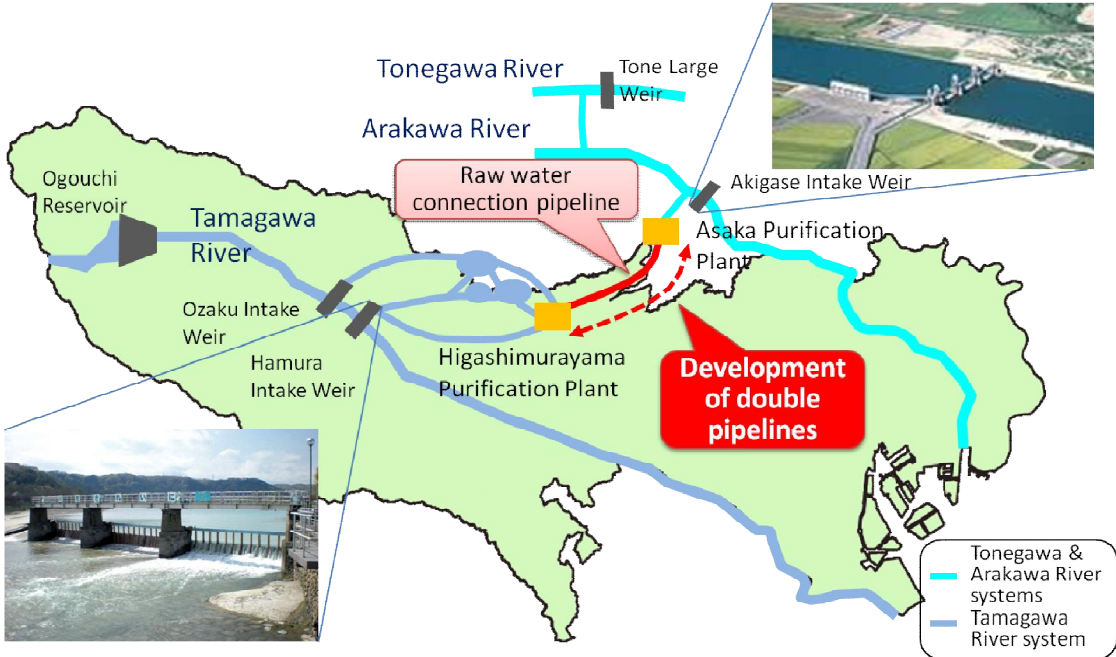 Tonegawa River
Tone Large
Weir
Arakawa River
Raw water
connection pipeline
Akigase Intake Weir
Ogouchi
Reservoir
Tamagawa
River
Asaka Purification
Plant
Ozaku Intake
Weir
Hamura
Intake Weir
Higashimurayama
Purification Plant
Development
of double
pipelines
Tonegawa &
Arakawa River
systems
Tamagawa
River system